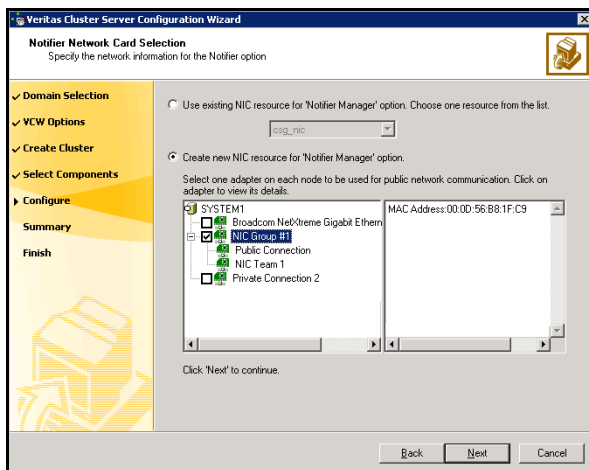 Veritas Cluster Server Configuration Wizard
Notifier Network Card Selection
Specify the network information for the Notifier option
Domain Selection
VCW Options
Create Cluster
Select Components
Configure
Summary
Finish
Use existing NIC resource for 'Notifier Manager' option. Choose one resource from the list.
csg_nic
Create new NIC resource for 'Notifier Manager' option.
Select one adapter on each node to be used for public network communication. Click on
adapter to view its details.
SYSTEM1
Broadcom NetXtreme Gigabit Ethern
NIC Group #1
Public Connection
NIC Team 1
Private Connection 2
MAC Address:00:0D:56:B8:1F:C9
Click 'Next' to continue.
Back
Next
Cancel